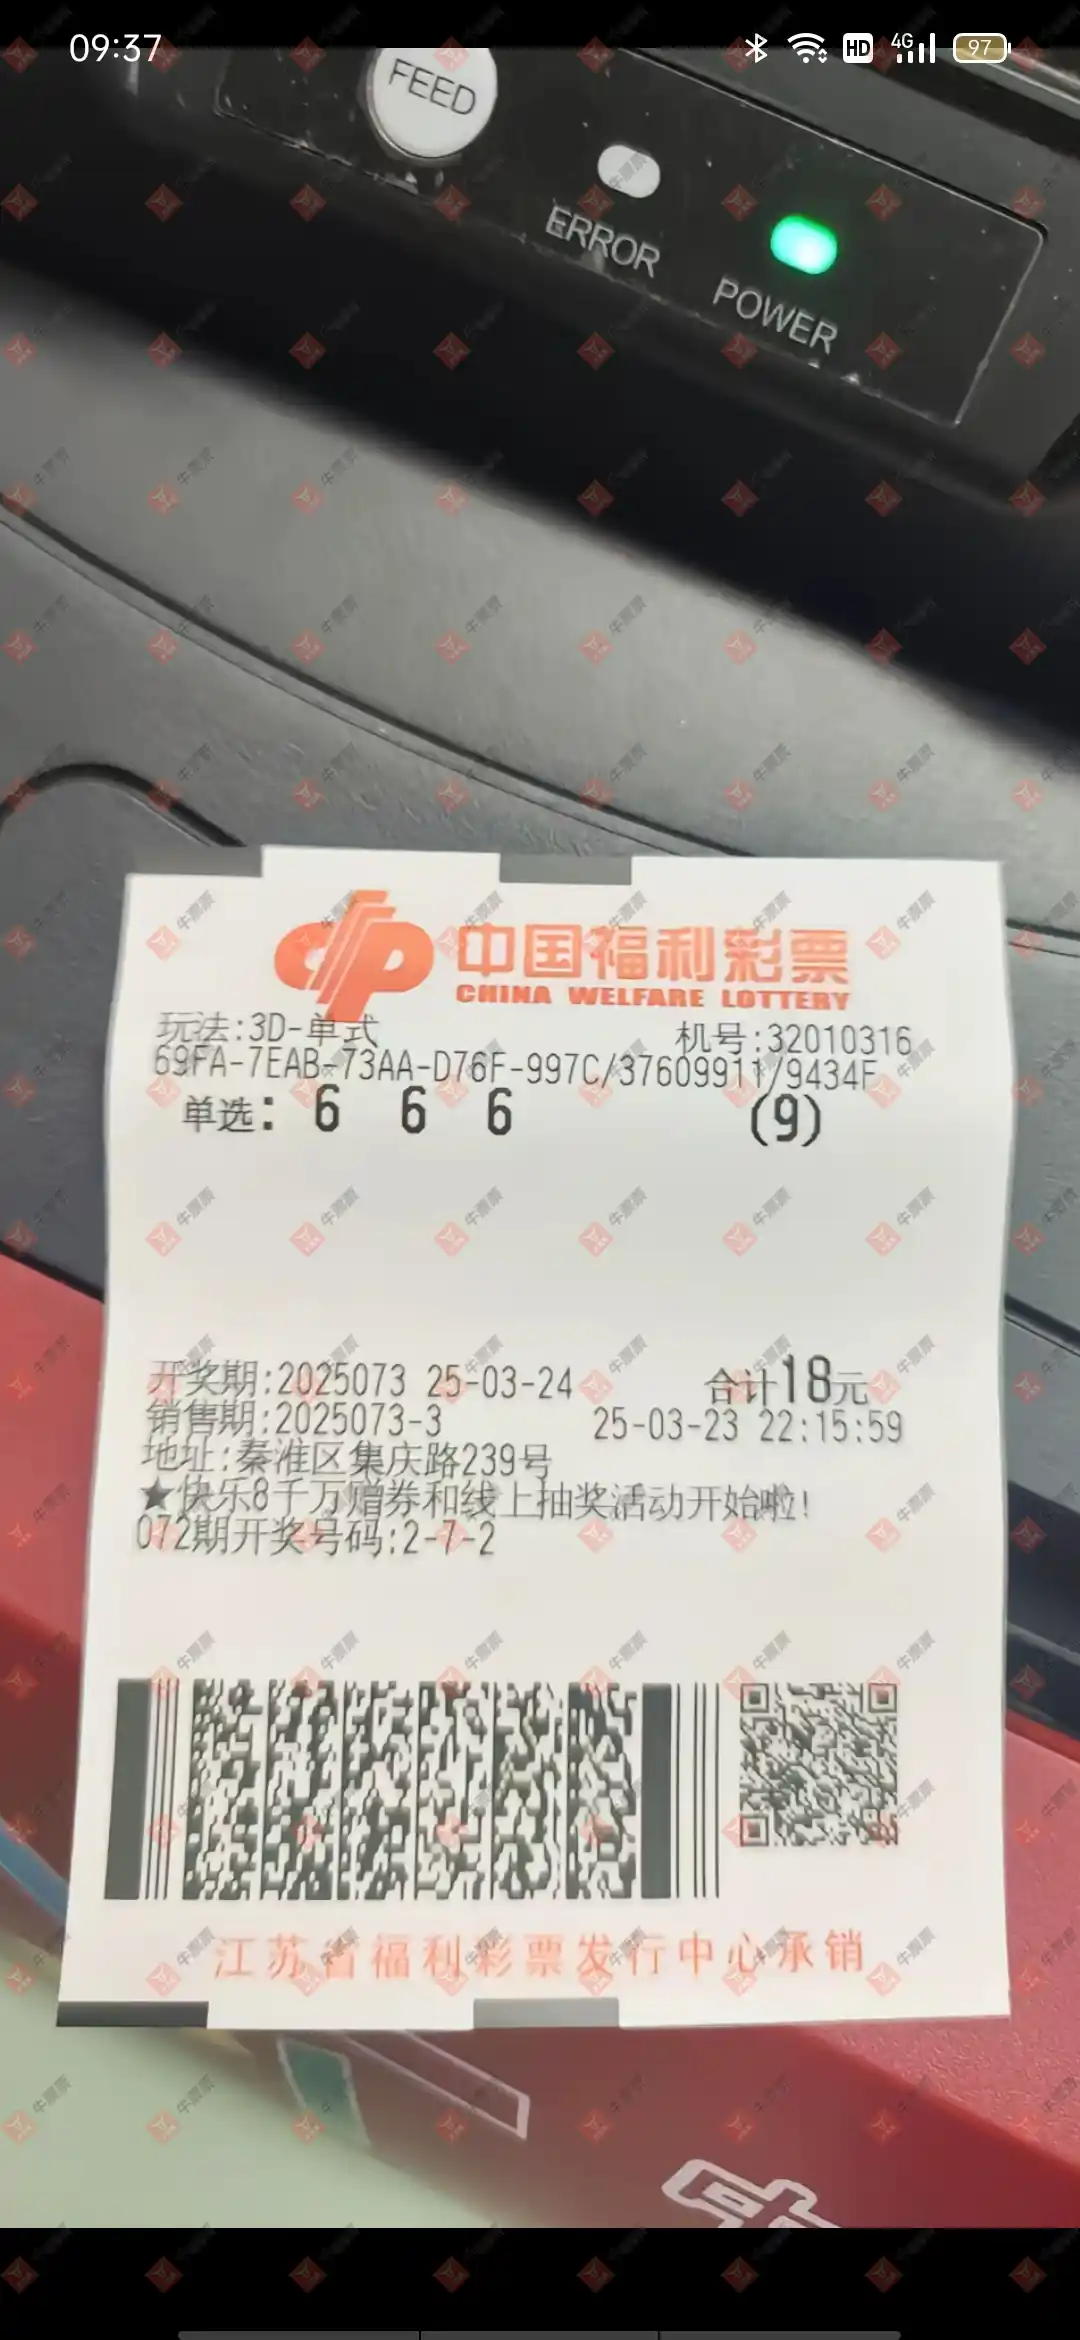 09:37
HD 4G 97
FEED
ERROR
POWER
中国福利彩票
CHINA WELFARE LOTTERY
玩法:3D-单式 机号:32010316
69FA-7EAB-73AA-D76F-997C/37609911/9434F
单选: 6 6 6 (9)
开奖期:2025073 25-03-24 合计18元
销售期:2025073-3 25-03-23 22:15:59
地址:秦淮区集庆路239号
★快乐8千万赠券和线上抽奖活动开始啦!
072期开奖号码:2-7-2
江苏省福利彩票发行中心承销
牛票票